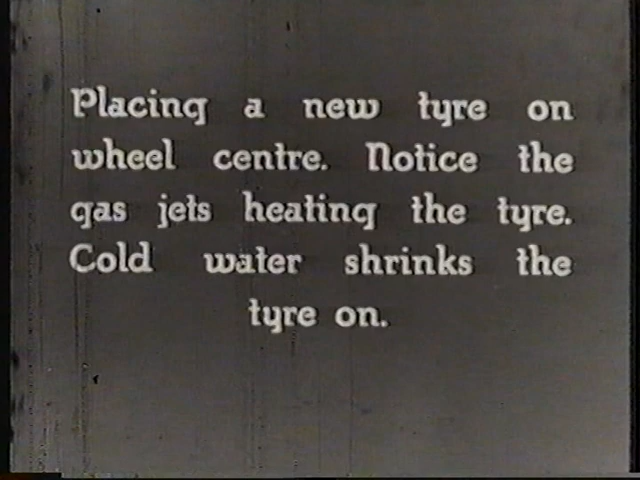 Placing a new tyre on
wheel centre. Notice the
gas jets heating the tyre.
Cold water shrinks the
tyre on.